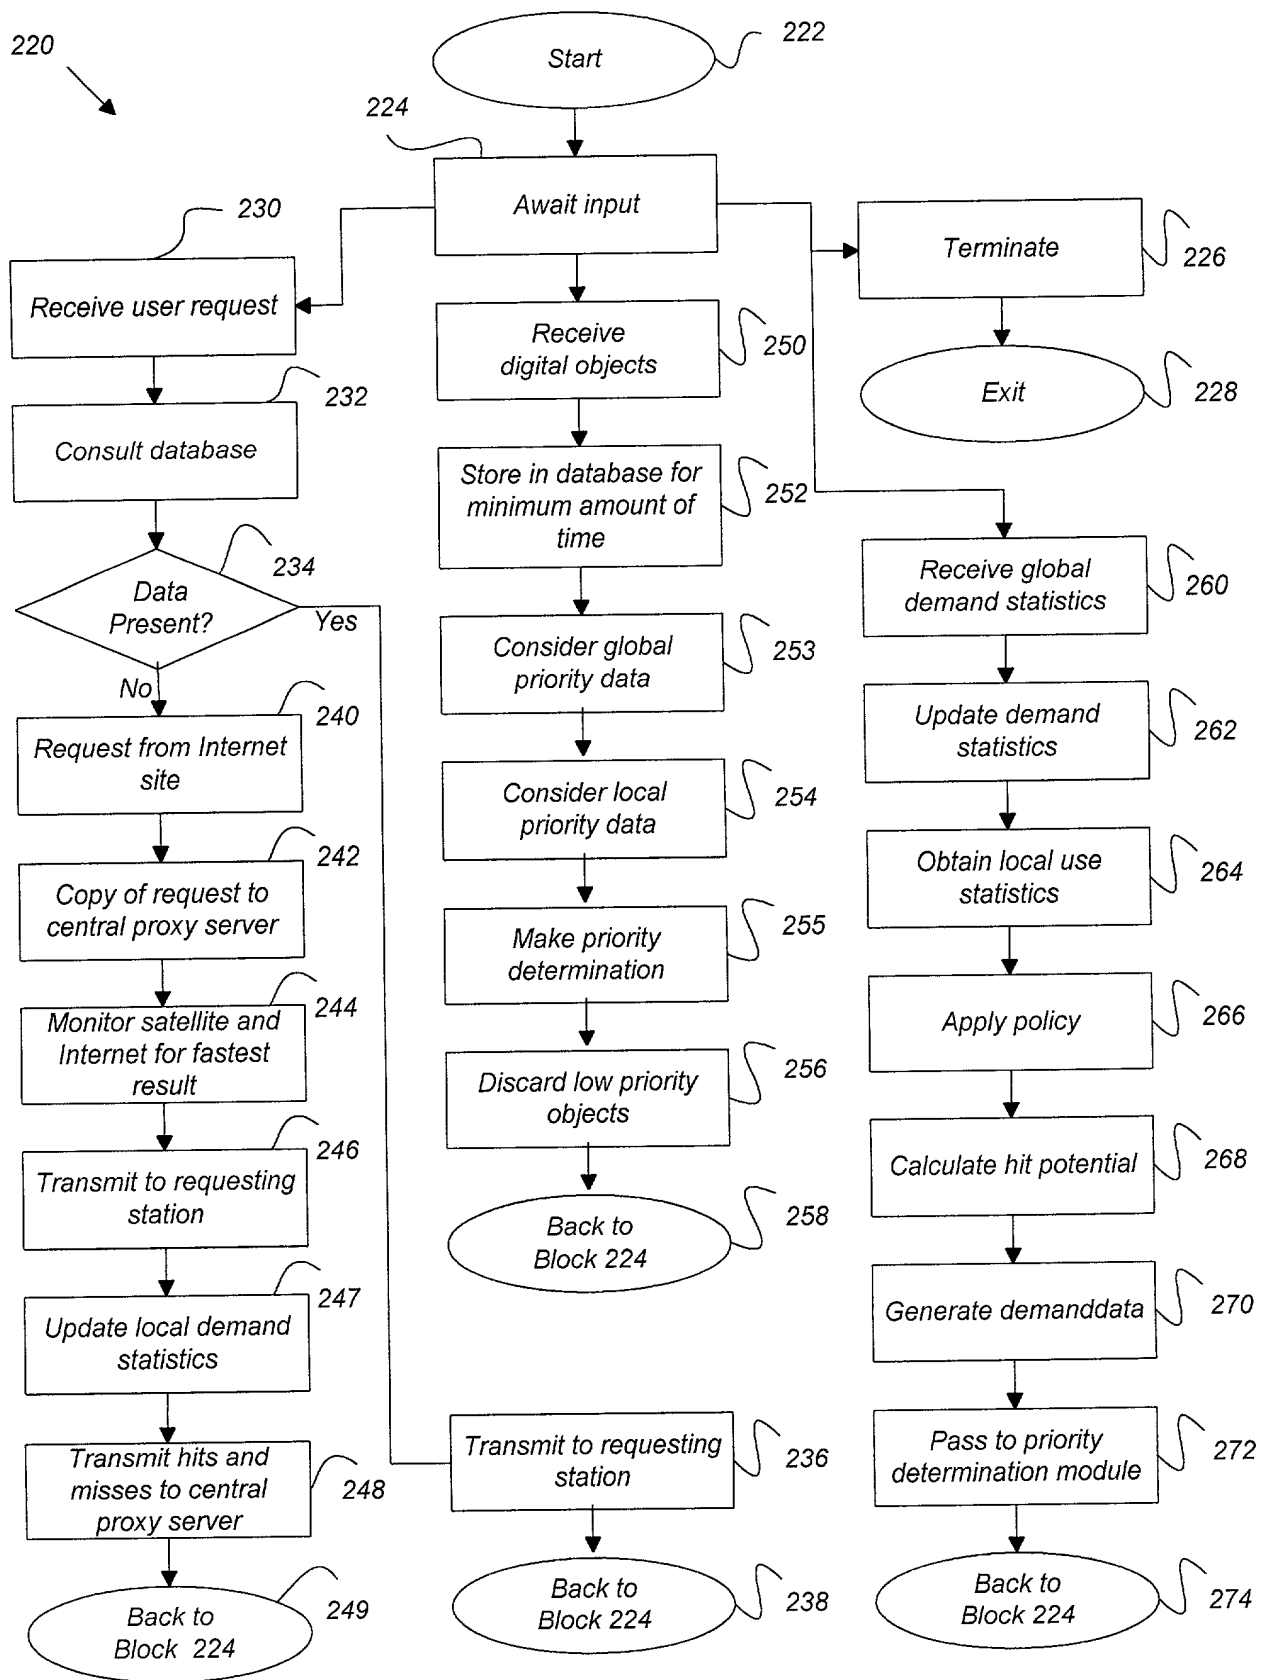 220
Start
222
224
Await input
230
Receive user request
Terminate
226
Receive
digital objects
250
Exit
228
232
Consult database
Store in database for
minimum amount of
time
252
234
Data
Present?
Yes
No
Receive global
demand statistics
260
Consider global
priority data
253
240
Request from Internet
site
Update demand
statistics
262
Consider local
priority data
254
242
Copy of request to
central proxy server
Obtain local use
statistics
264
Make priority
determination
255
244
Monitor satellite and
Internet for fastest
result
Apply policy
266
Discard low priority
objects
256
246
Transmit to requesting
station
Calculate hit potential
268
Back to
Block 224
258
247
Update local demand
statistics
Generate demanddata
270
Transmit hits and
misses to central
proxy server
248
Transmit to requesting
station
236
Pass to priority
determination module
272
Back to
Block 224
249
Back to
Block 224
238
Back to
Block 224
274